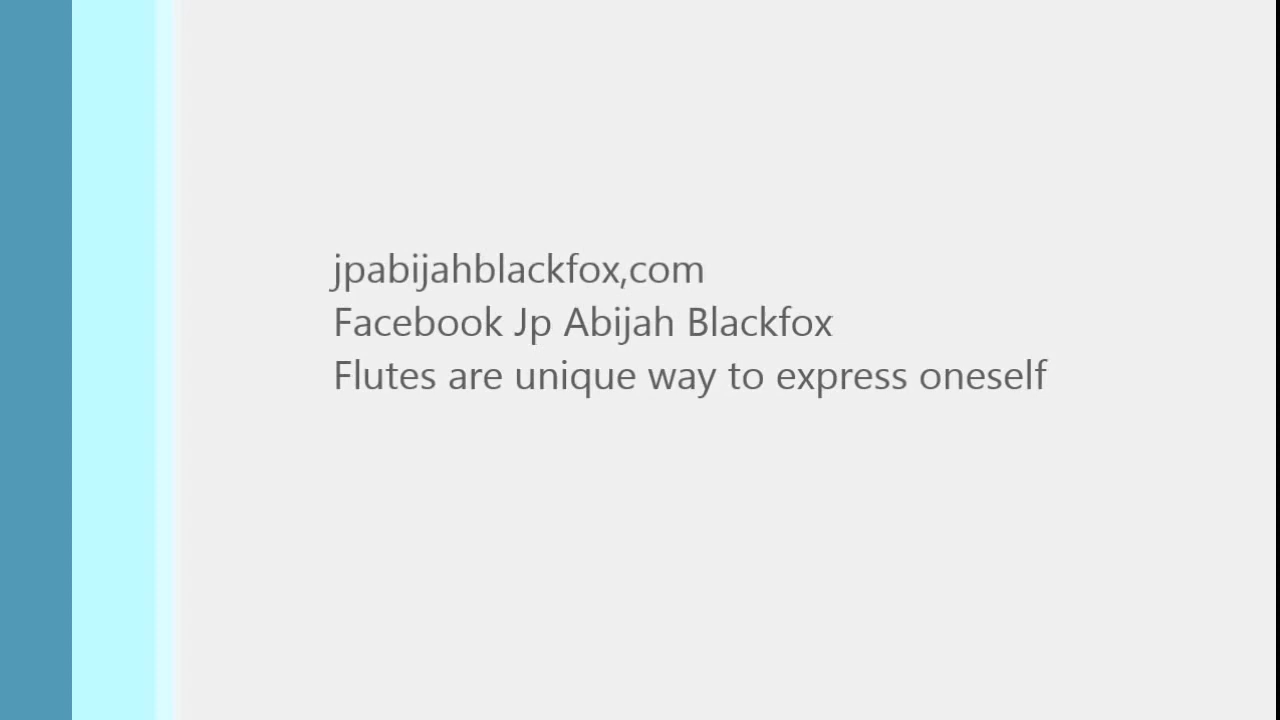 jpabijahblackfox,com
Facebook Jp Abijah Blackfox
Flutes are unique way to express oneself